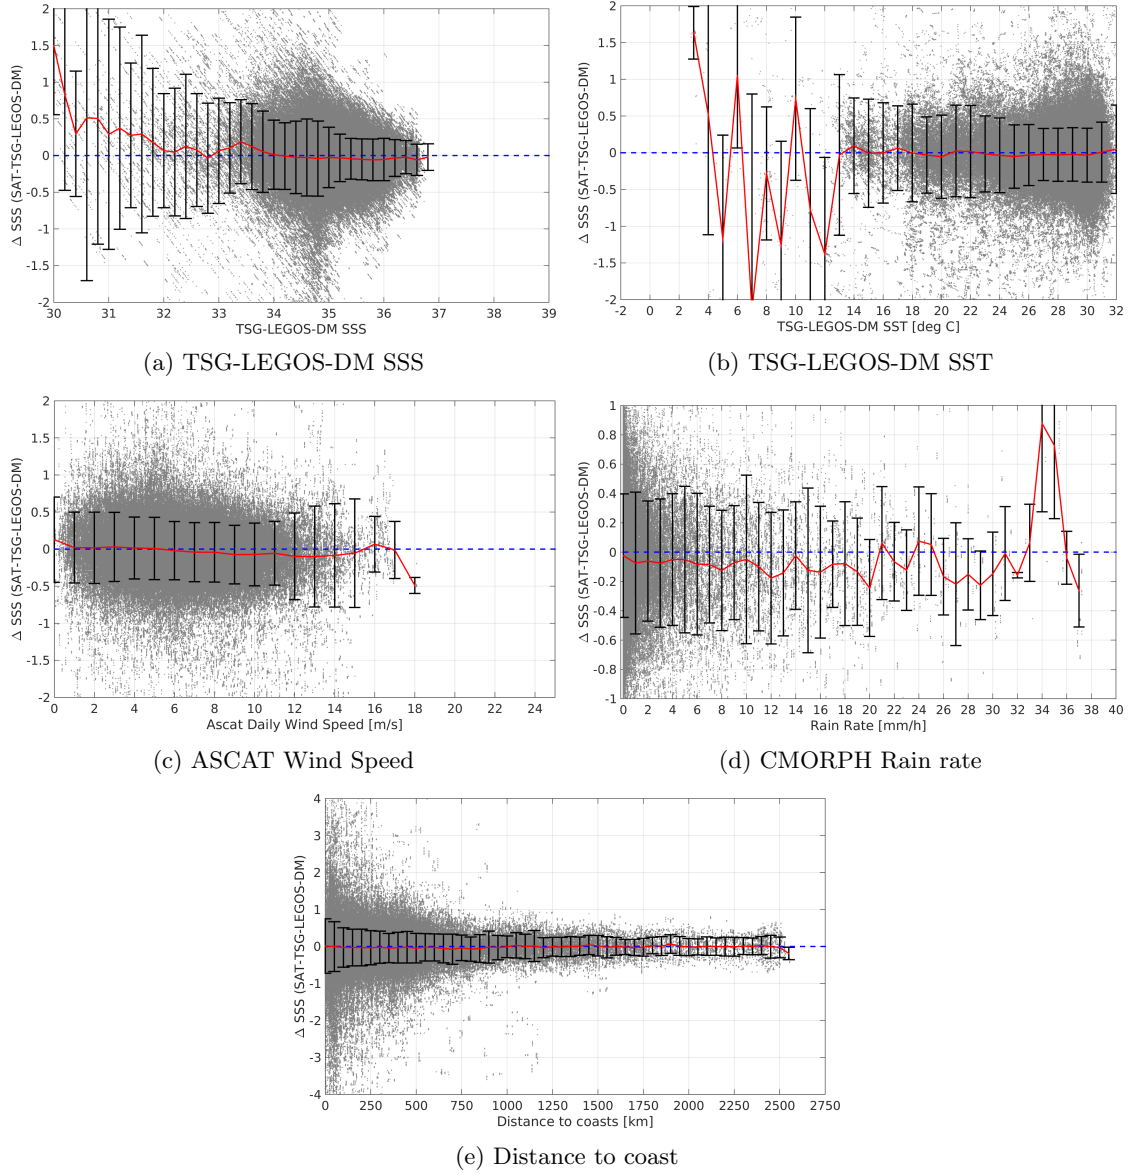 2
1.5
1
0.5
0
-0.5
-1
-1.5
-2
Δ SSS (SAT-TSG-LEGOS-DM)
30 31 32 33 34 35 36 37 38 39
TSG-LEGOS-DM SSS
(a) TSG-LEGOS-DM SSS
2
1.5
1
0.5
0
-0.5
-1
-1.5
-2
Δ SSS (SAT-TSG-LEGOS-DM)
-2 0 2 4 6 8 10 12 14 16 18 20 22 24 26 28 30 32
TSG-LEGOS-DM SST [deg C]
(b) TSG-LEGOS-DM SST
2
1.5
1
0.5
0
-0.5
-1
-1.5
-2
Δ SSS (SAT-TSG-LEGOS-DM)
0 2 4 6 8 10 12 14 16 18 20 22 24
Ascat Daily Wind Speed [m/s]
(c) ASCAT Wind Speed
1
0.8
0.6
0.4
0.2
0
-0.2
-0.4
-0.6
-0.8
-1
Δ SSS (SAT-TSG-LEGOS-DM)
0 2 4 6 8 10 12 14 16 18 20 22 24 26 28 30 32 34 36 38 40
Rain Rate [mm/h]
(d) CMORPH Rain rate
4
3
2
1
0
-1
-2
-3
-4
Δ SSS (SAT-TSG-LEGOS-DM)
0 250 500 750 1000 1250 1500 1750 2000 2250 2500 2750
Distance to coasts [km]
(e) Distance to coast